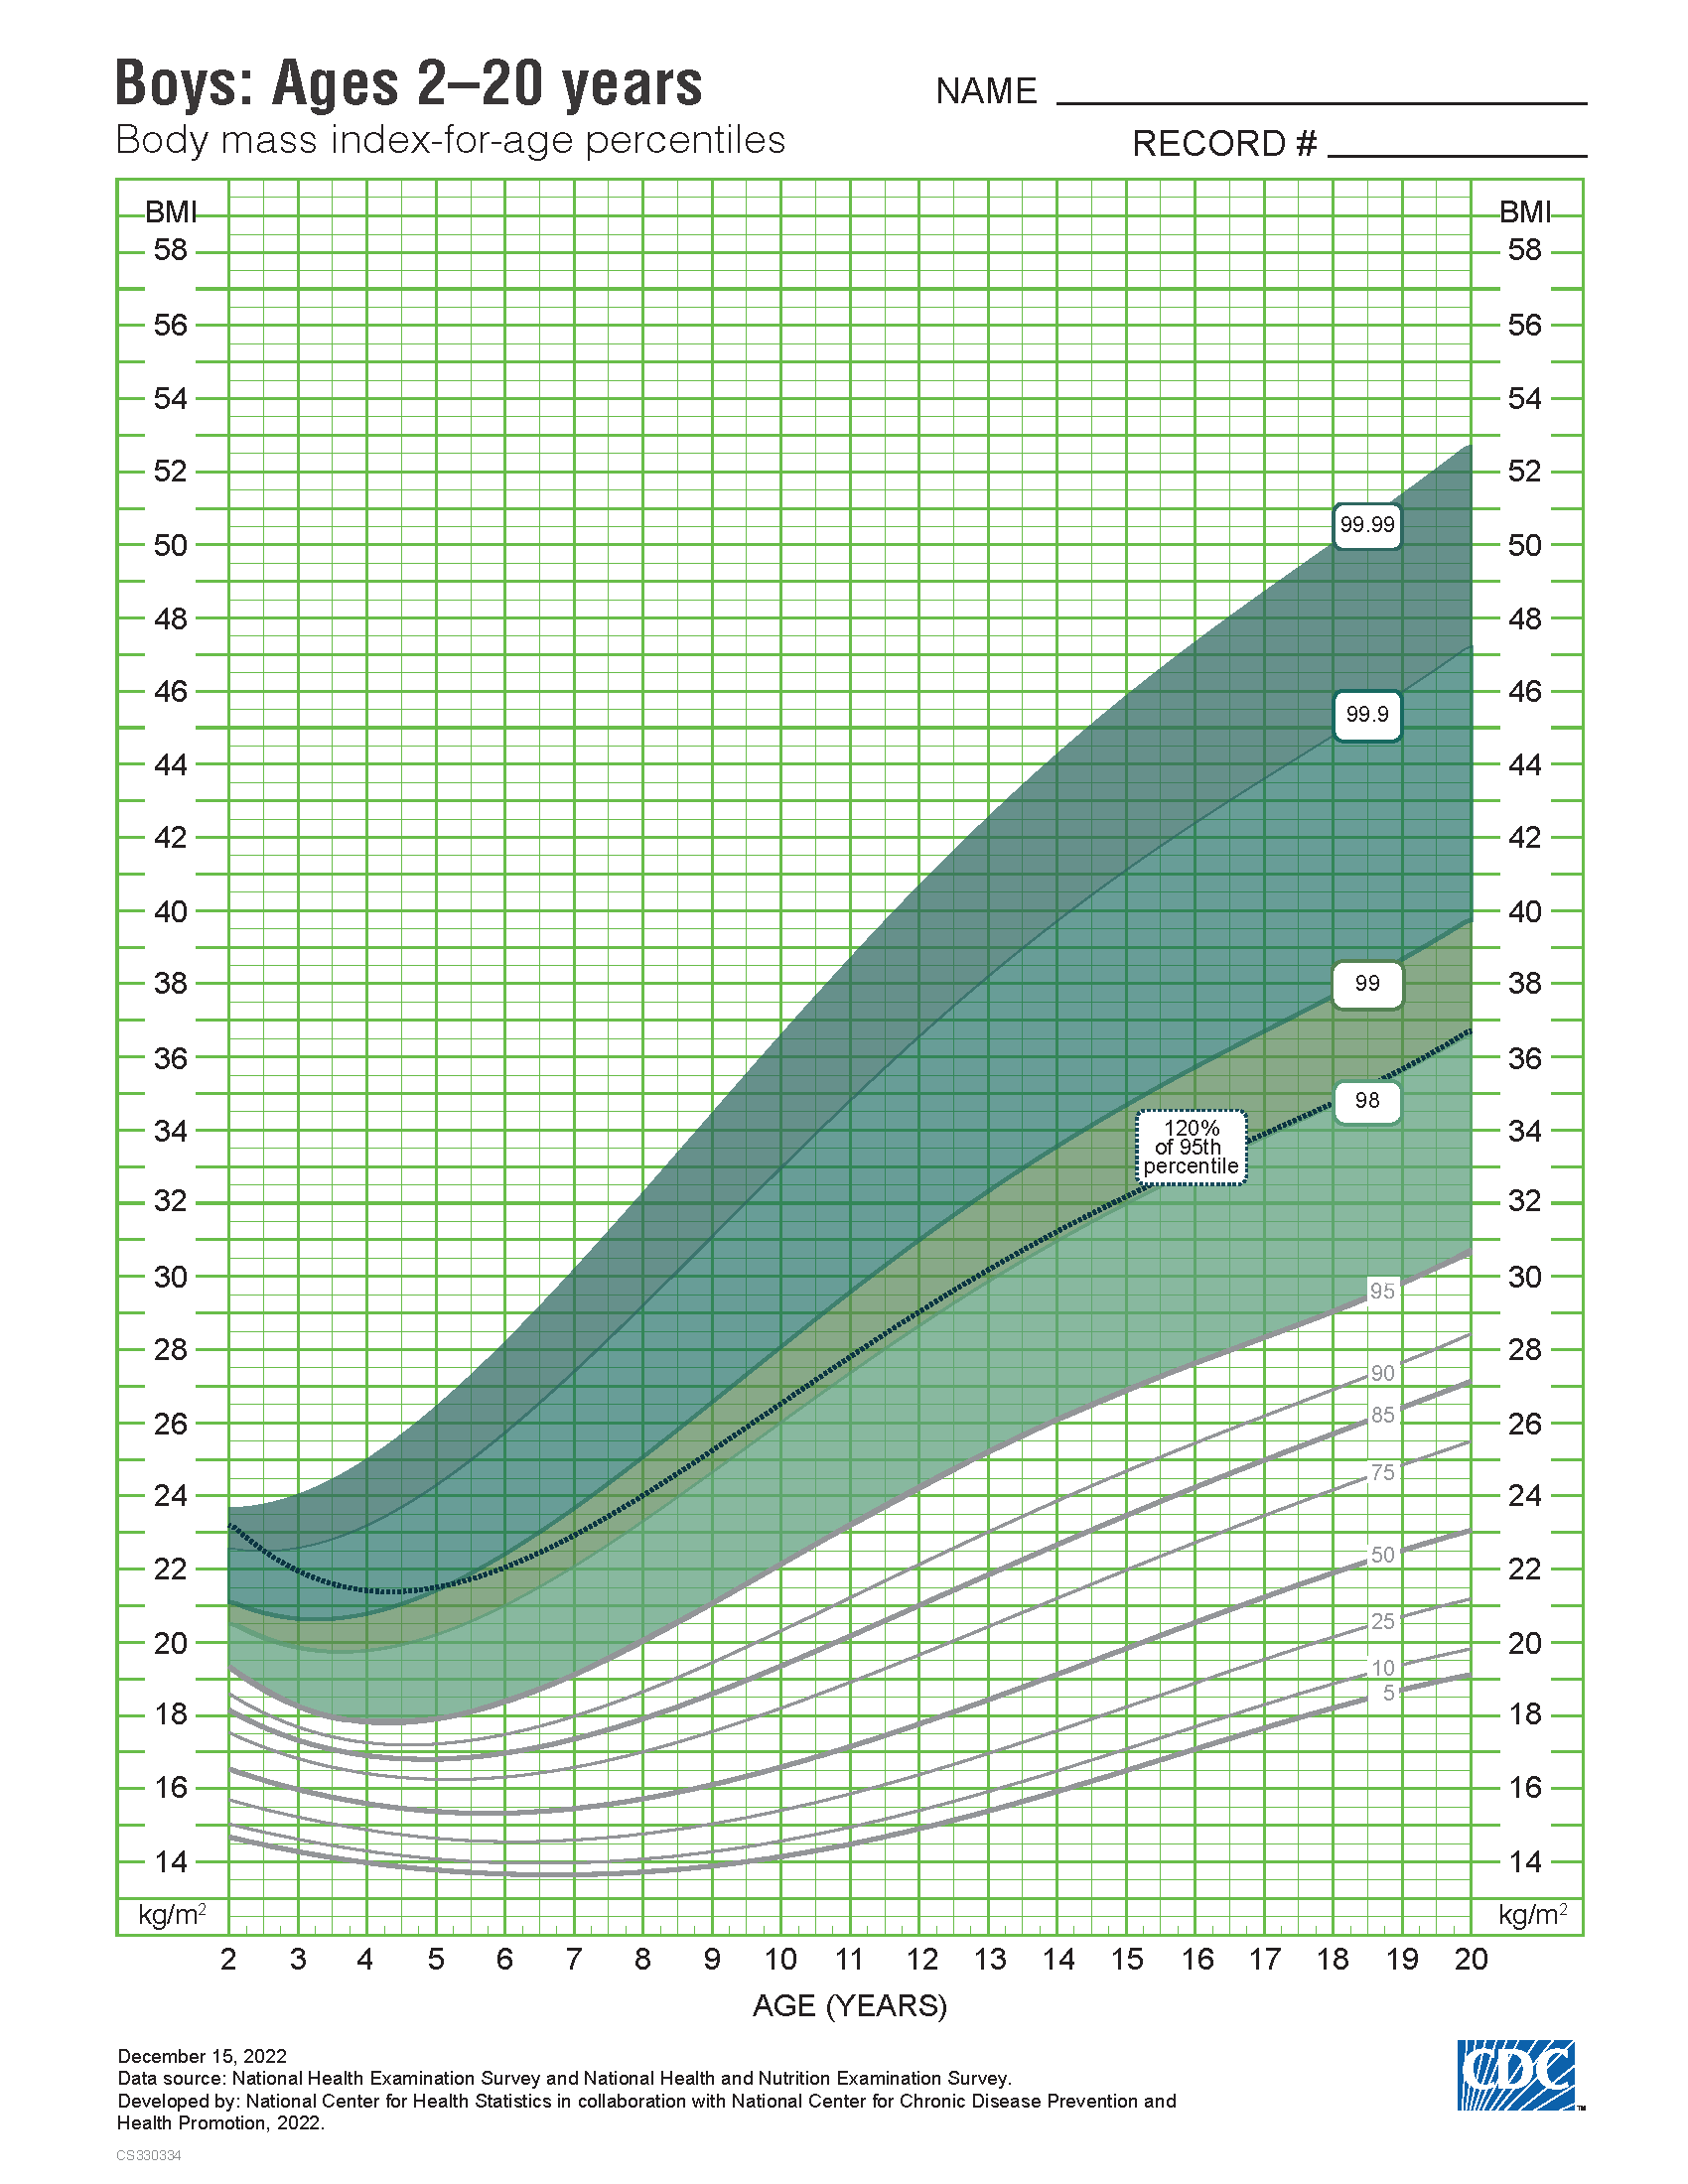 Boys: Ages 2–20 years
NAME
Body mass index-for-age percentiles
RECORD #
BMI BMI
58 58
56 56
54 54
52 52
99.99
50 50
48 48
46 46
99.9
44 44
42 42
40 40
38 99 38
36 36
98
34 120% 34
of 95th
percentile
32 32
30 30
95
28 28
90
26 85 26
75
24 24
50
22 22
25
20 20
10
5
18 18
16 16
14 14
kg/m² kg/m²
2 3 4 5 6 7 8 9 10 11 12 13 14 15 16 17 18 19 20
AGE (YEARS)
December 15, 2022
Data source: National Health Examination Survey and National Health and Nutrition Examination Survey.
Developed by: National Center for Health Statistics in collaboration with National Center for Chronic Disease Prevention and
Health Promotion, 2022.
CDC™
CS330334